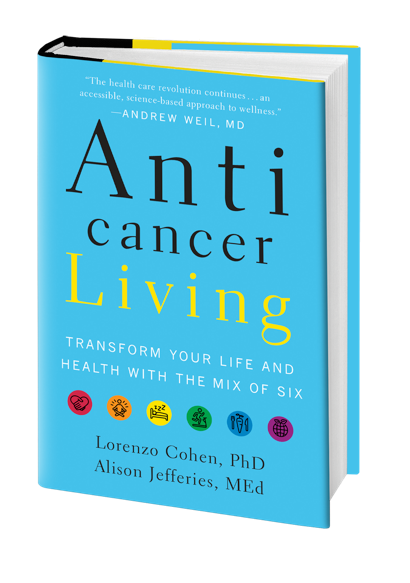 "The health care revolution continues . . . an
accessible, science-based approach to wellness."
—ANDREW WEIL, MD
Anti
cancer
Living
TRANSFORM YOUR LIFE AND
HEALTH WITH THE MIX OF SIX
zzz
Lorenzo Cohen, PhD
Alison Jefferies, MEd